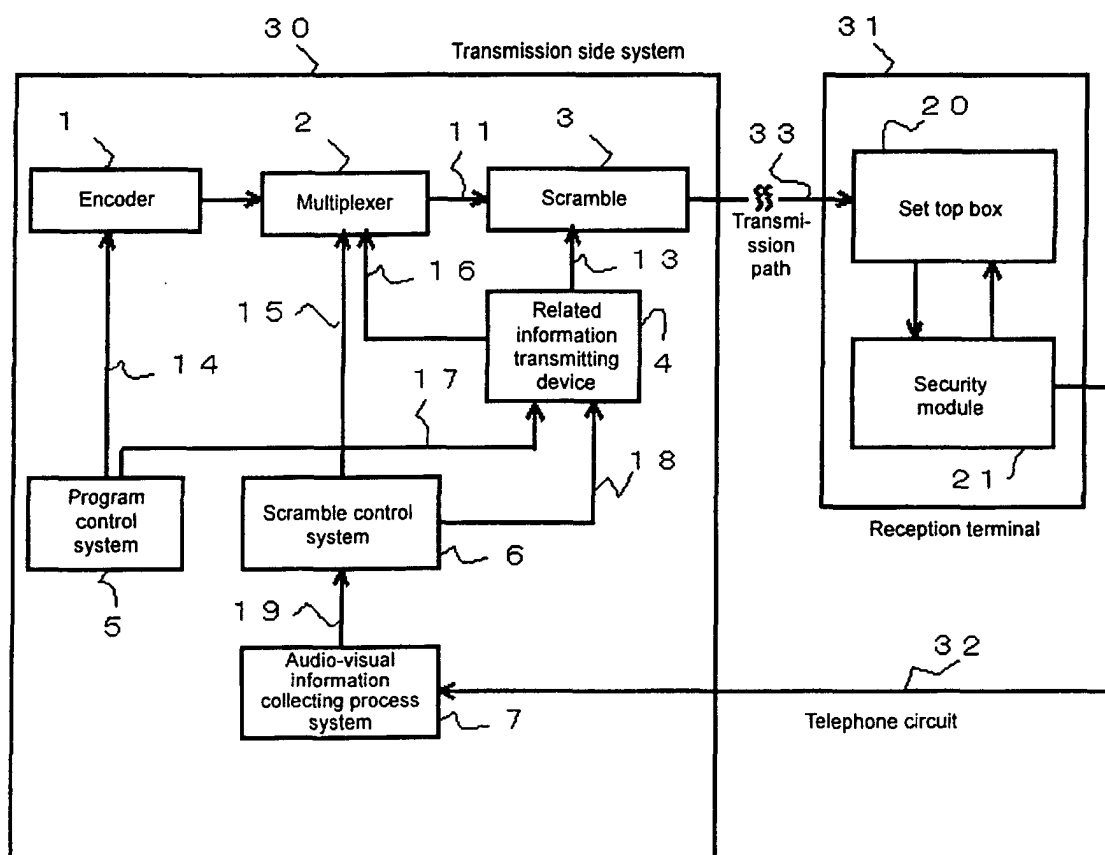 30
Transmission side system
31
1
2
11
3
33
20
Encoder
Multiplexer
Scramble
Set top box
Transmis-
sion
path
16
13
15
Related
information
transmitting
device
4
14
17
Security
module
18
21
Program
control
system
Scramble control
system
Reception terminal
5
6
19
Audio-visual
information
collecting process
system
7
32
Telephone circuit